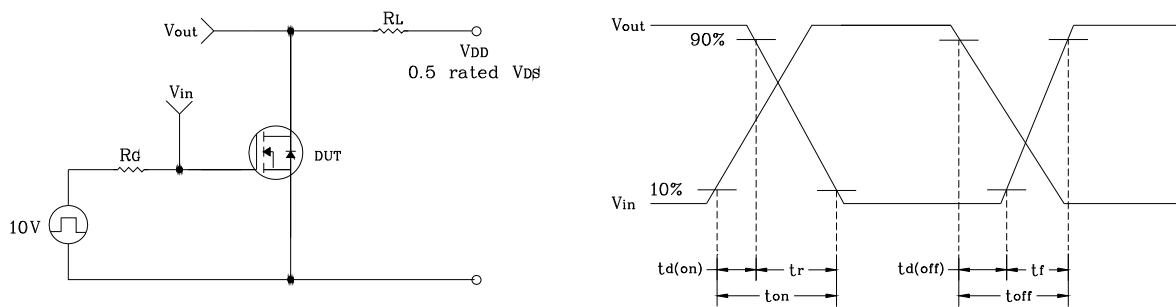 Vout
RL
VDD
0.5 rated VDS
Vin
RG
DUT
10V
Vout
90%
10%
Vin
td(on)
tr
td(off)
tf
ton
toff